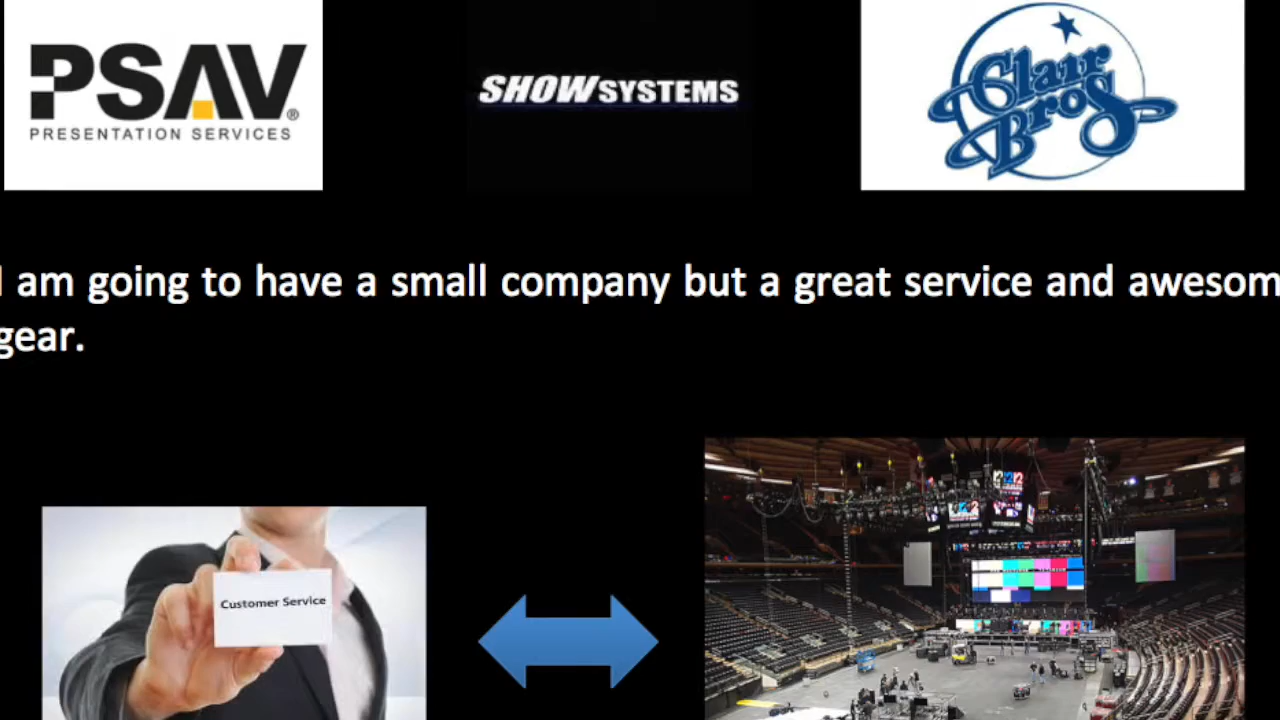 PSAV®
PRESENTATION SERVICES
SHOWSYSTEMS
Clair
Bros
I am going to have a small company but a great service and awesom
gear.
Customer Service